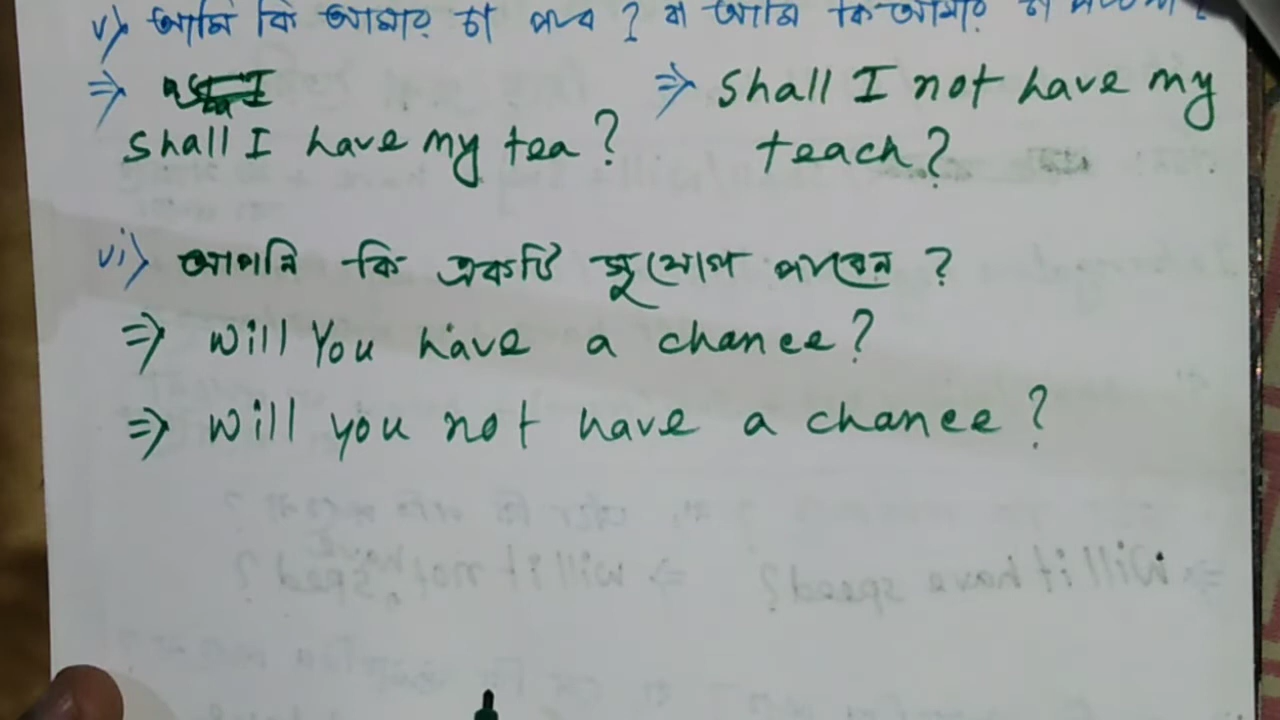 v) আমি কি আমার চা পাব ? বা আমি কি আমার চা
⇒ Shall I have my tea?
⇒ Shall I not have my teach?
vi) আপনি কি একটি সুযোগ পাবেন ?
⇒ Will You have a chance?
⇒ Will you not have a chance?